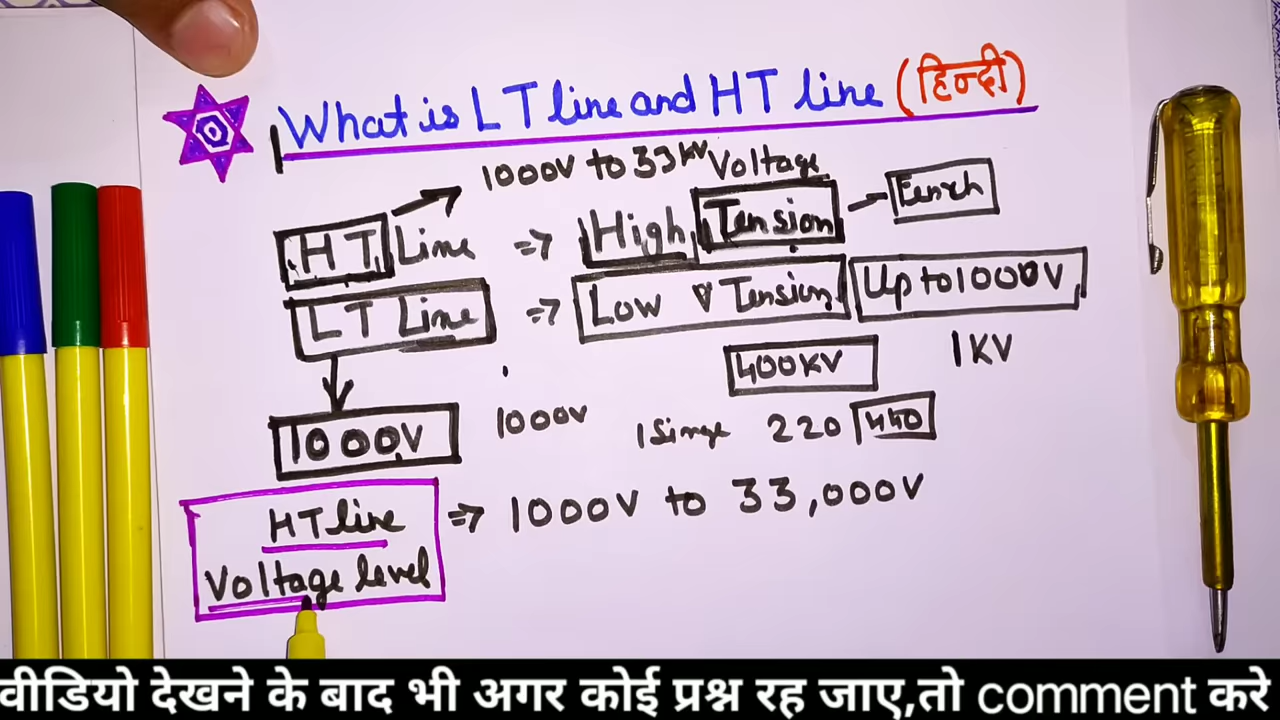 What is LT line and HT line (हिन्दी)
1000V to 33kV Voltage
HT Line => High Tension
LT Line => Low Tension Up to 1000V
400KV 1KV
1000V 1000V 220 440
HT line => 1000V to 33,000V
Voltage level
वीडियो देखने के बाद भी अगर कोई प्रश्न रह जाए,तो comment करे